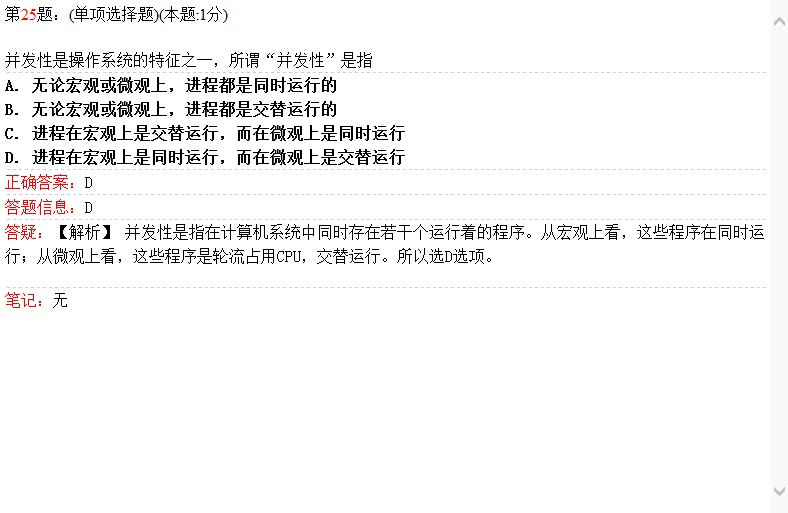 第25题：(单项选择题)(本题:1分)
并发性是操作系统的特征之一，所谓“并发性”是指
A. 无论宏观或微观上，进程都是同时运行的
B. 无论宏观或微观上，进程都是交替运行的
C. 进程在宏观上是交替运行，而在微观上是同时运行
D. 进程在宏观上是同时运行，而在微观上是交替运行
正确答案：D
答题信息：D
答疑：【解析】 并发性是指在计算机系统中同时存在若干个运行着的程序。从宏观上看，这些程序在同时运
行；从微观上看，这些程序是轮流占用CPU，交替运行。所以选D选项。
笔记：无